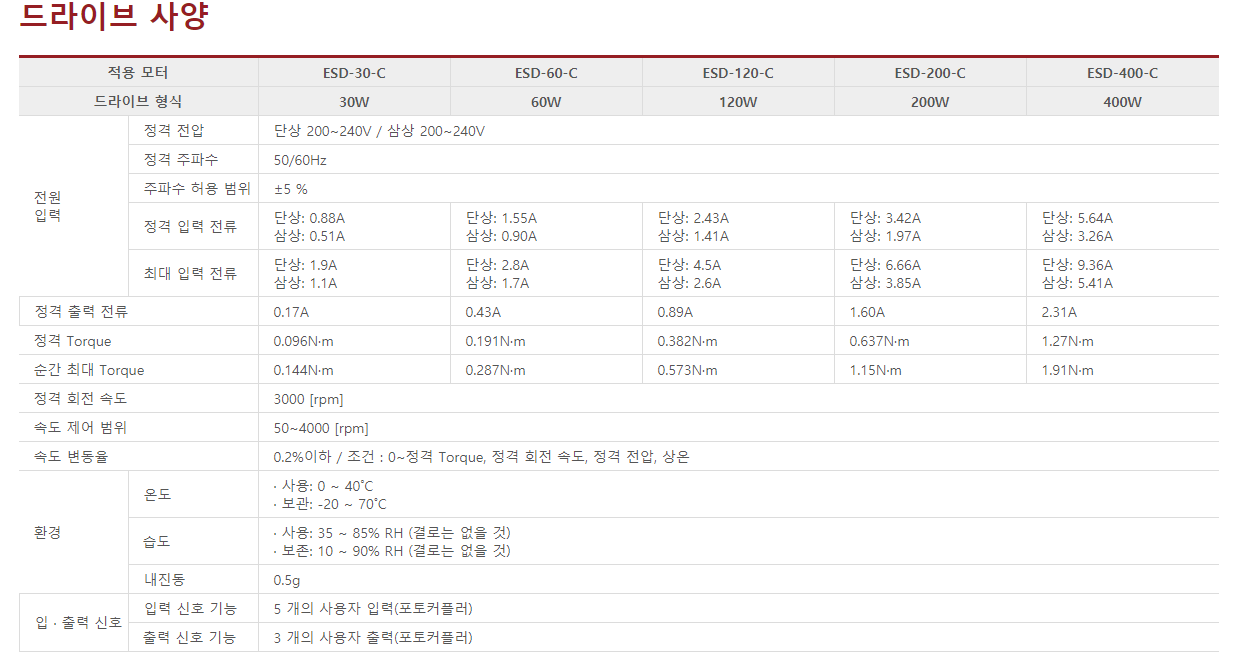 드라이브 사양
적용 모터 ESD-30-C ESD-60-C ESD-120-C ESD-200-C ESD-400-C
드라이브 형식 30W 60W 120W 200W 400W
전원
입력
정격 전압 단상 200~240V / 삼상 200~240V
정격 주파수 50/60Hz
주파수 허용 범위 ±5 %
정격 입력 전류
단상: 0.88A 단상: 1.55A 단상: 2.43A 단상: 3.42A 단상: 5.64A
삼상: 0.51A 삼상: 0.90A 삼상: 1.41A 삼상: 1.97A 삼상: 3.26A
최대 입력 전류
단상: 1.9A 단상: 2.8A 단상: 4.5A 단상: 6.66A 단상: 9.36A
삼상: 1.1A 삼상: 1.7A 삼상: 2.6A 삼상: 3.85A 삼상: 5.41A
정격 출력 전류 0.17A 0.43A 0.89A 1.60A 2.31A
정격 Torque 0.096N·m 0.191N·m 0.382N·m 0.637N·m 1.27N·m
순간 최대 Torque 0.144N·m 0.287N·m 0.573N·m 1.15N·m 1.91N·m
정격 회전 속도 3000 [rpm]
속도 제어 범위 50~4000 [rpm]
속도 변동율 0.2%이하 / 조건 : 0~정격 Torque, 정격 회전 속도, 정격 전압, 상온
환경
온도
· 사용: 0 ~ 40˚C
· 보관: -20 ~ 70˚C
습도
· 사용: 35 ~ 85% RH (결로는 없을 것)
· 보존: 10 ~ 90% RH (결로는 없을 것)
내진동 0.5g
입 · 출력 신호
입력 신호 기능 5 개의 사용자 입력(포토커플러)
출력 신호 기능 3 개의 사용자 출력(포토커플러)